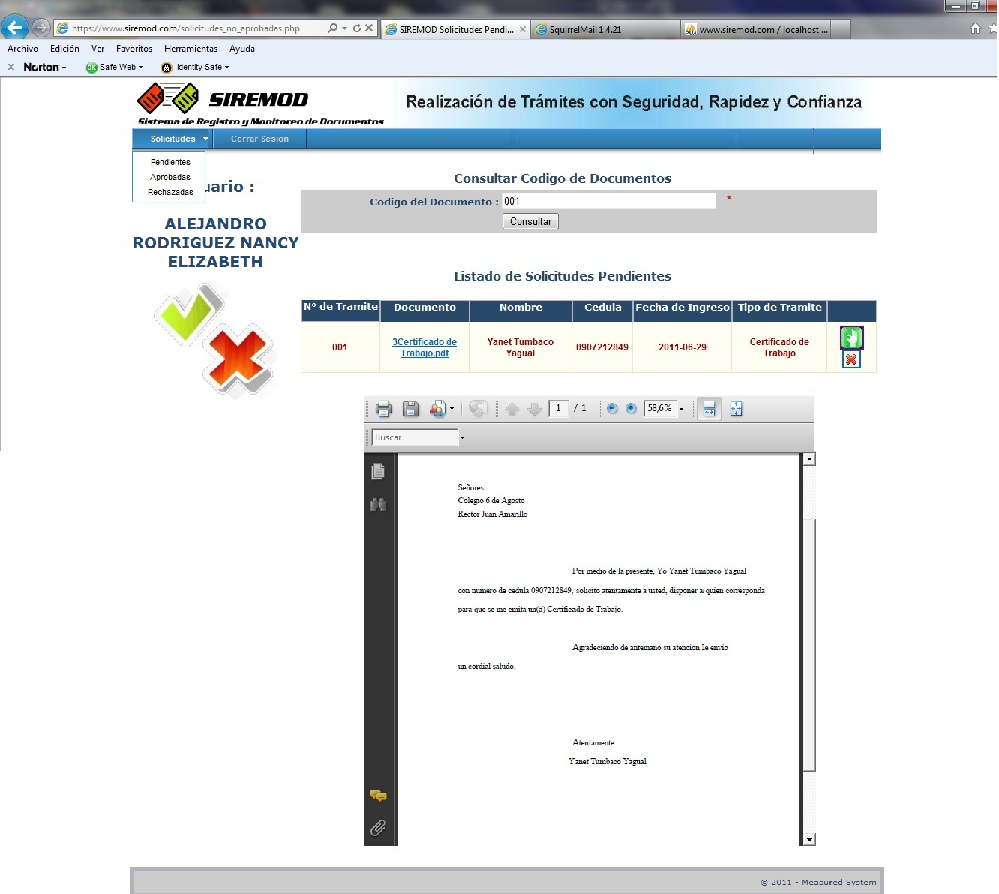 https://www.siremod.com/solicitudes_no_aprobadas.php
SIREMOD Solicitudes Pendi...
SquirrelMail 1.4.21
PMA
www.siremod.com / localhost ...
Archivo Edición Ver Favoritos Herramientas Ayuda
x Norton
OK Safe Web
Identity Safe
SIREMOD
Sistema de Registro y Monitoreo de Documentos
Realización de Trámites con Seguridad, Rapidez y Confianza
Solicitudes
Cerrar Sesion
Pendientes
Aprobadas
Rechazadas
uario :
ALEJANDRO
RODRIGUEZ NANCY
ELIZABETH
Consultar Codigo de Documentos
Codigo del Documento : 001 *
Consultar
Listado de Solicitudes Pendientes
N° de Tramite Documento Nombre Cedula Fecha de Ingreso Tipo de Tramite
001
3Certificado de
Trabajo.pdf
Yanet Tumbaco
Yagual
0907212849
2011-06-29
Certificado de
Trabajo
1 / 1
58,6%
Buscar
Señores.
Colegio 6 de Agosto
Rector Juan Amarillo
Por medio de la presente, Yo Yanet Tumbaco Yagual
con numero de cedula 0907212849, solicito atentamente a usted, disponer a quien corresponda
para que se me emita un(a) Certificado de Trabajo.
Agradeciendo de antemano su atencion le envio
un cordial saludo.
Atentamente
Yanet Tumbaco Yagual
© 2011 - Measured System